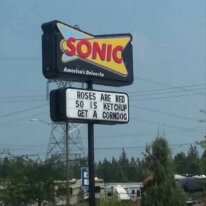 SONIC
America's Drive-In
ROSES ARE RED
SO IS KETCHUP
GET A CORNDOG